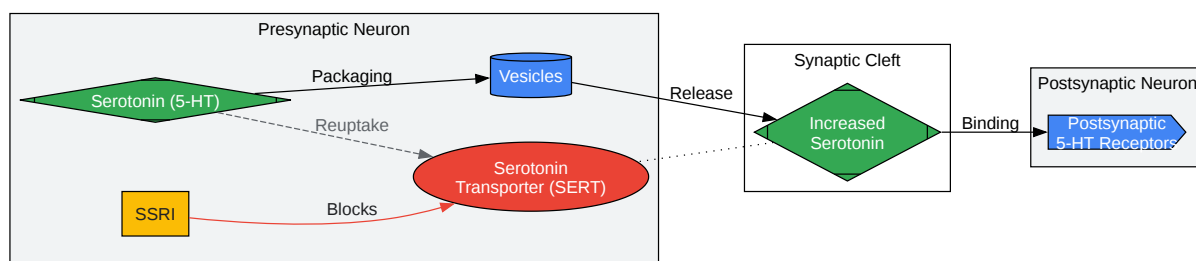 Presynaptic Neuron
Serotonin (5-HT)
Packaging
Vesicles
Release
Reuptake
Serotonin
Transporter (SERT)
SSRI
Blocks
Synaptic Cleft
Increased
Serotonin
Binding
Postsynaptic Neuron
Postsynaptic
5-HT Receptors